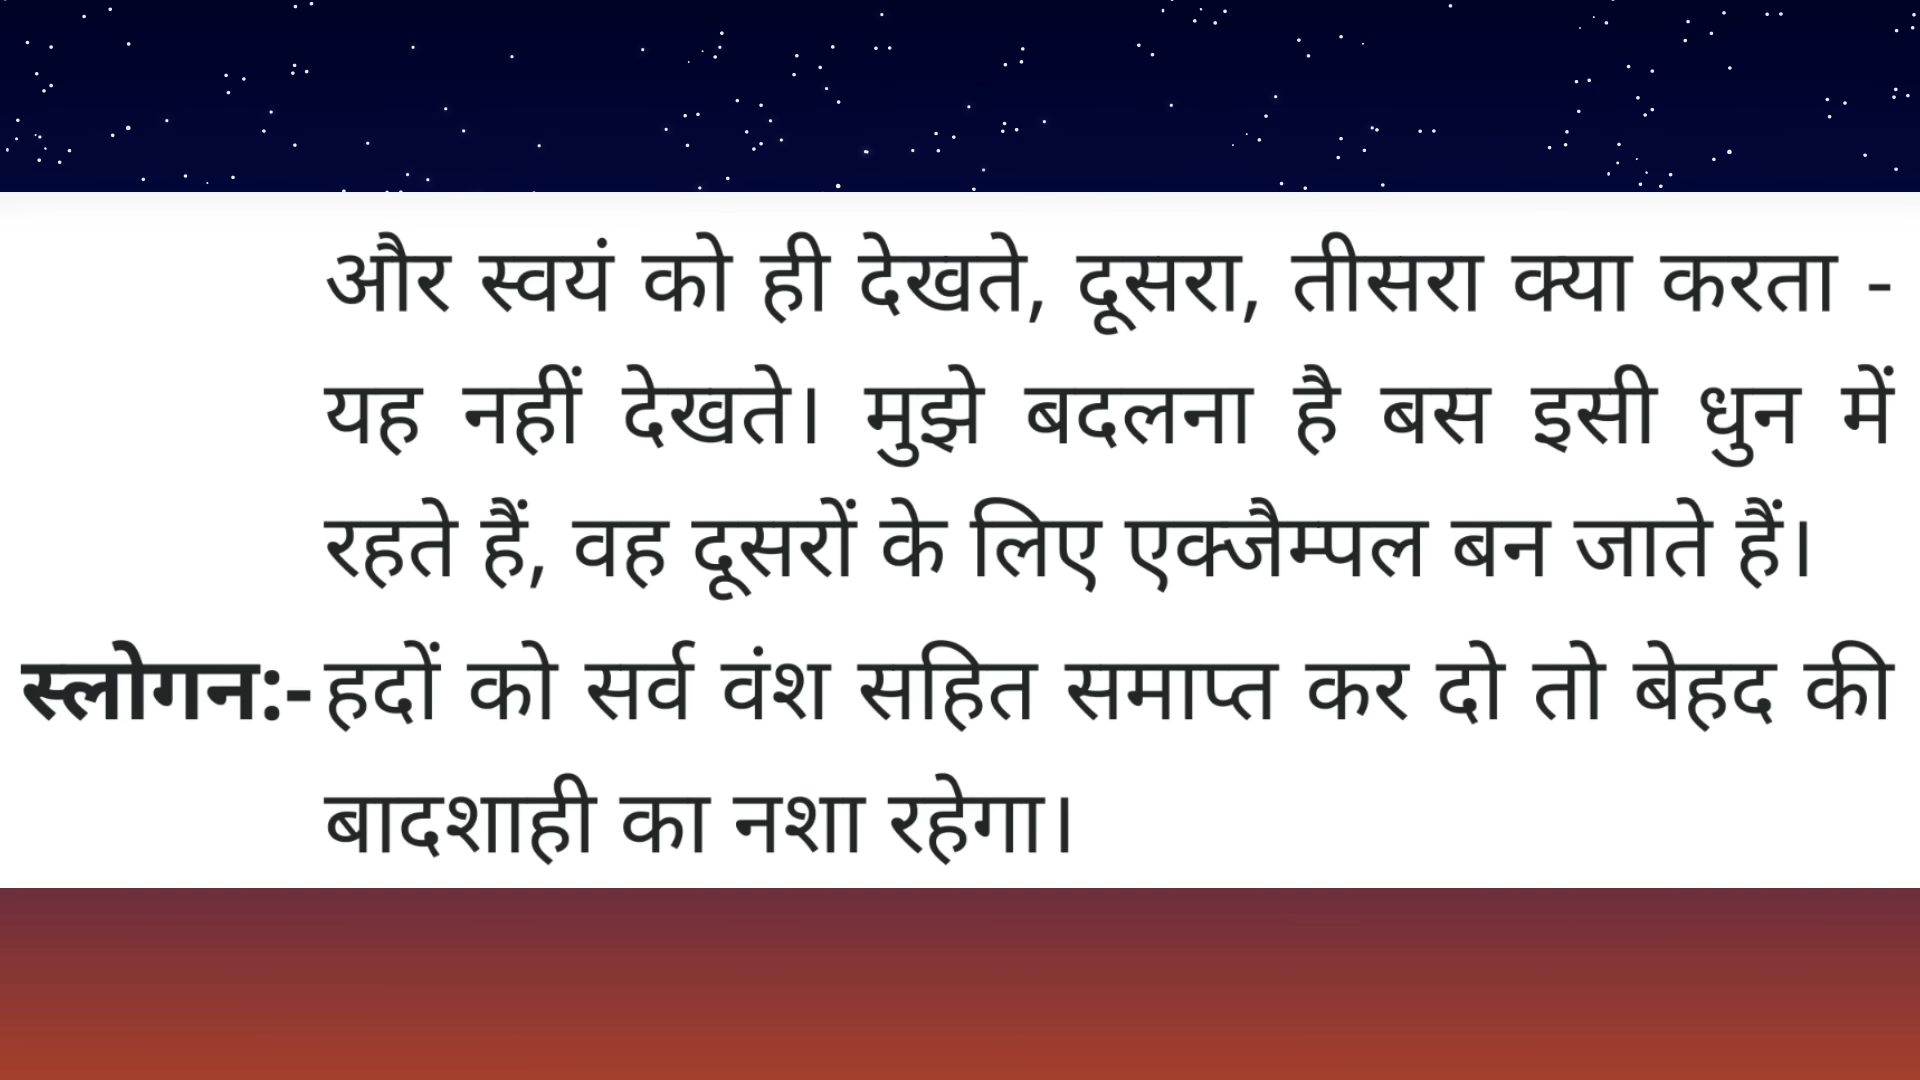 और स्वयं को ही देखते, दूसरा, तीसरा क्या करता -
यह नहीं देखते। मुझे बदलना है बस इसी धुन में
रहते हैं, वह दूसरों के लिए एक्जैम्पल बन जाते हैं।
स्लोगन:- हदों को सर्व वंश सहित समाप्त कर दो तो बेहद की
बादशाही का नशा रहेगा।